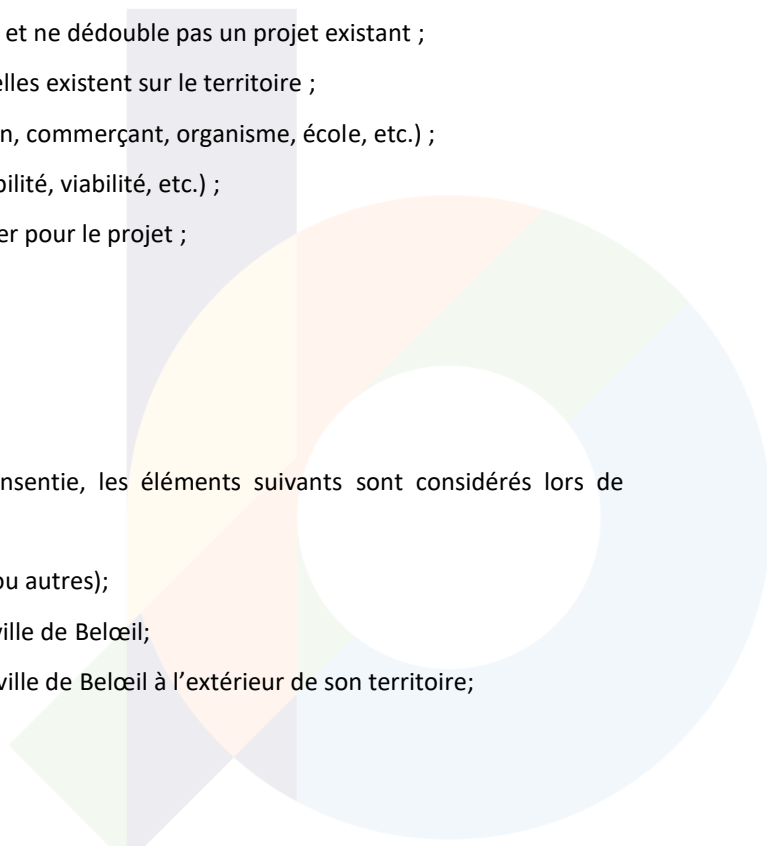 et ne dédouble pas un projet existant ;
elles existent sur le territoire ;
n, commerçant, organisme, école, etc.) ;
bilité, viabilité, etc.) ;
er pour le projet ;
nsentie, les éléments suivants sont considérés lors de
ou autres);
ville de Belœil;
ville de Belœil à l’extérieur de son territoire;